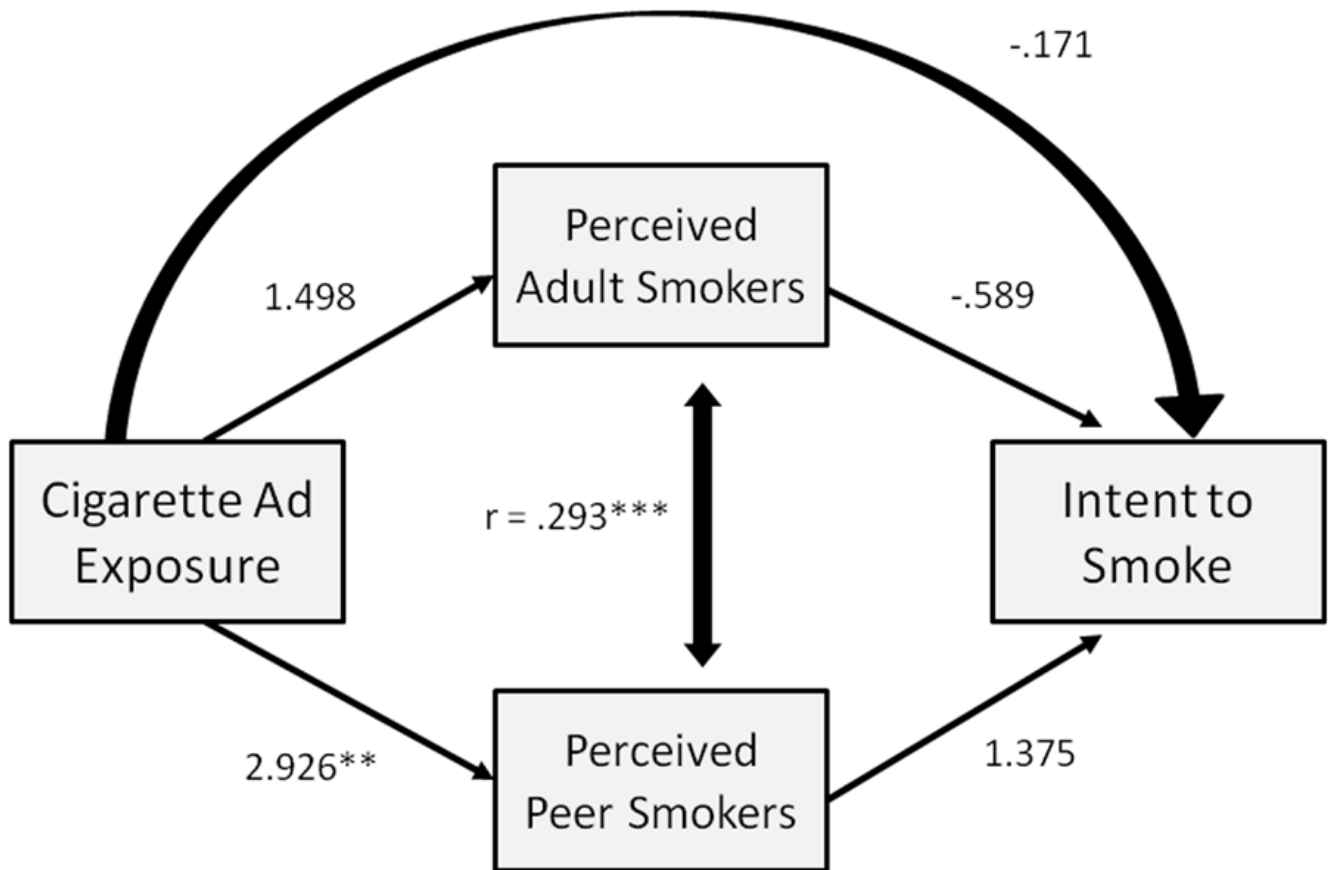 -.171
Perceived
Adult Smokers
1.498
-.589
Cigarette Ad
Exposure
r = .293***
Intent to
Smoke
2.926**
Perceived
Peer Smokers
1.375